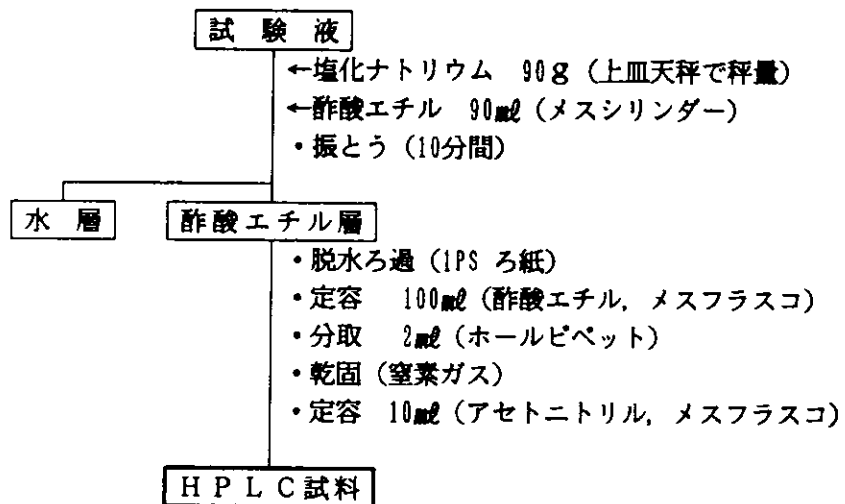 試験液
←塩化ナトリウム 90g(上皿天秤で秤量)
←酢酸エチル 90ml(メスシリンダー)
・振とう(10分間)
水層
酢酸エチル層
・脱水ろ過(1PS ろ紙)
・定容 100ml(酢酸エチル, メスフラスコ)
・分取 2ml(ホールピペット)
・乾固(窒素ガス)
・定容 10ml(アセトニトリル, メスフラスコ)
HPLC試料